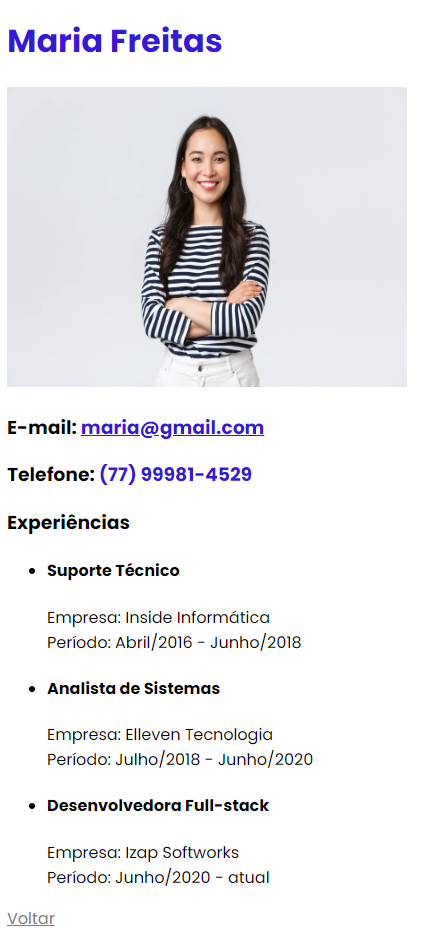 Maria Freitas
E-mail: maria@gmail.com
Telefone: (77) 99981-4529
Experiências
Suporte Técnico
Empresa: Inside Informática
Período: Abril/2016 - Junho/2018
Analista de Sistemas
Empresa: Elleven Tecnologia
Período: Julho/2018 - Junho/2020
Desenvolvedora Full-stack
Empresa: Izap Softworks
Período: Junho/2020 - atual
Voltar